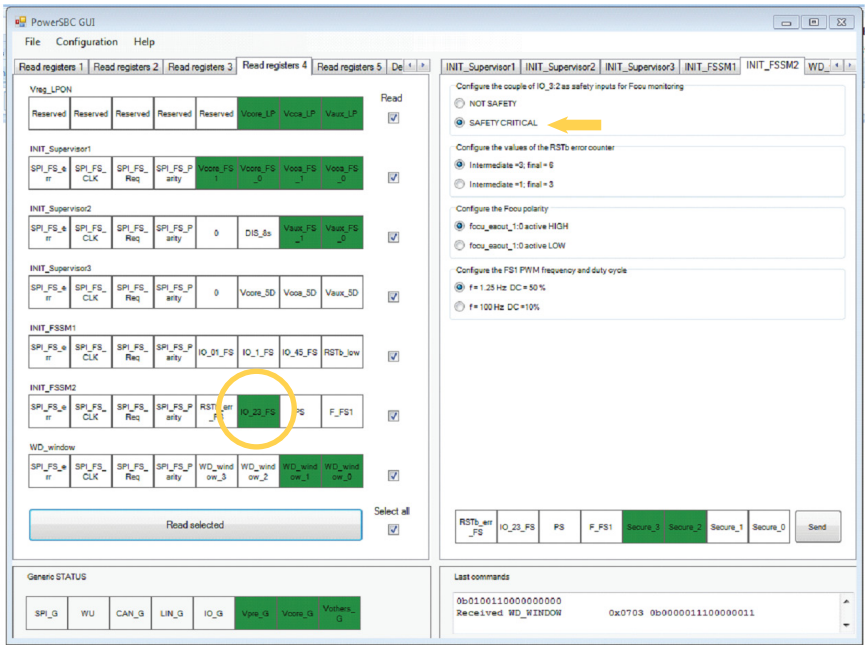 PowerSBC GUI
File Configuration Help
Read registers 1 Read registers 2 Read registers 3 Read registers 4 Read registers 5 De
Vreg_LPON
Read
Reserved Reserved Reserved Reserved Reserved Vcore_LP Vcca_LP Vaux_LP
INIT_Supervisor1
SPI_FS_err SPI_FS_CLK SPI_FS_Req SPI_FS_Parity Vcore_FS_1 Vcore_FS_0 Vcca_FS_1 Vcca_FS_0
INIT_Supervisor2
SPI_FS_err SPI_FS_CLK SPI_FS_Req SPI_FS_Parity 0 DIS_8s Vaux_FS_1 Vaux_FS_0
INIT_Supervisor3
SPI_FS_err SPI_FS_CLK SPI_FS_Req SPI_FS_Parity 0 Vcore_5D Vcca_5D Vaux_5D
INIT_FSSM1
SPI_FS_err SPI_FS_CLK SPI_FS_Req SPI_FS_Parity IO_01_FS IO_1_FS IO_45_FS RSTb_low
INIT_FSSM2
SPI_FS_err SPI_FS_CLK SPI_FS_Req SPI_FS_Parity RSTb_err_FS IO_23_FS PS F_FS1
WD_window
SPI_FS_err SPI_FS_CLK SPI_FS_Req SPI_FS_Parity WD_window_3 WD_window_2 WD_window_1 WD_window_0
Read selected
Select all
Generic STATUS
SPI_G WU CAN_G LIN_G IO_G Vpre_G Vcore_G Vothers_G
INIT_Supervisor1 INIT_Supervisor2 INIT_Supervisor3 INIT_FSSM1 INIT_FSSM2 WD_
Configure the couple of IO_3:2 as safety inputs for Fccu monitoring
NOT SAFETY
SAFETY CRITICAL
Configure the values of the RSTb error counter
Intermediate =3; final = 6
Intermediate =1; final = 3
Configure the Fccu polarity
fccu_eaout_1:0 active HIGH
fccu_eaout_1:0 active LOW
Configure the FS1 PWM frequency and duty cycle
f = 1.25 Hz DC = 50 %
f = 100 Hz DC =10%
RSTb_err_FS IO_23_FS PS F_FS1 Secure_3 Secure_2 Secure_1 Secure_0 Send
Last commands
0b0100110000000000
Received WD_WINDOW 0x0703 0b0000011100000011